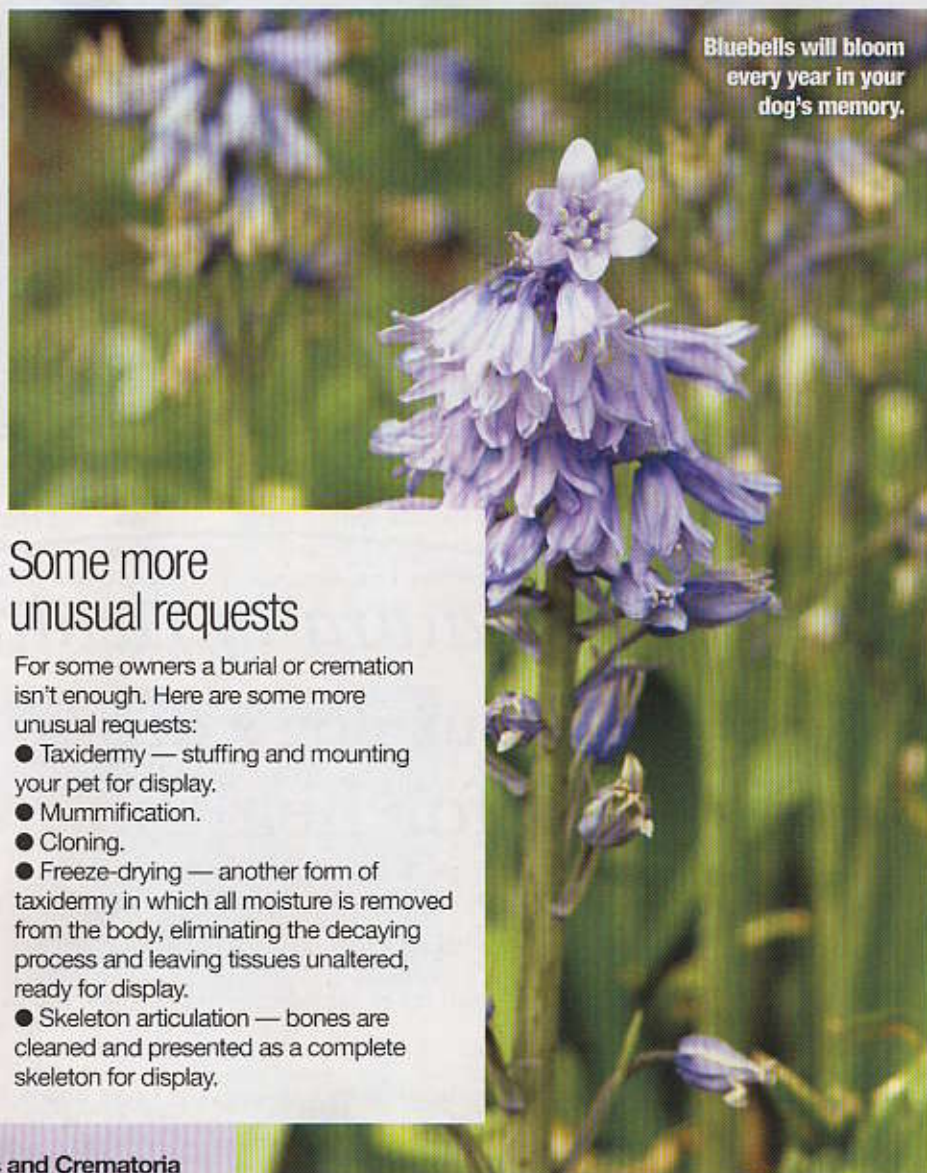 Bluebells will bloom
every year in your
dog's memory.
Some more
unusual requests
For some owners a burial or cremation
isn't enough. Here are some more
unusual requests:
● Taxidermy — stuffing and mounting
your pet for display.
● Mummification.
● Cloning.
● Freeze-drying — another form of
taxidermy in which all moisture is removed
from the body, eliminating the decaying
process and leaving tissues unaltered,
ready for display.
● Skeleton articulation — bones are
cleaned and presented as a complete
skeleton for display.
and Crematoria